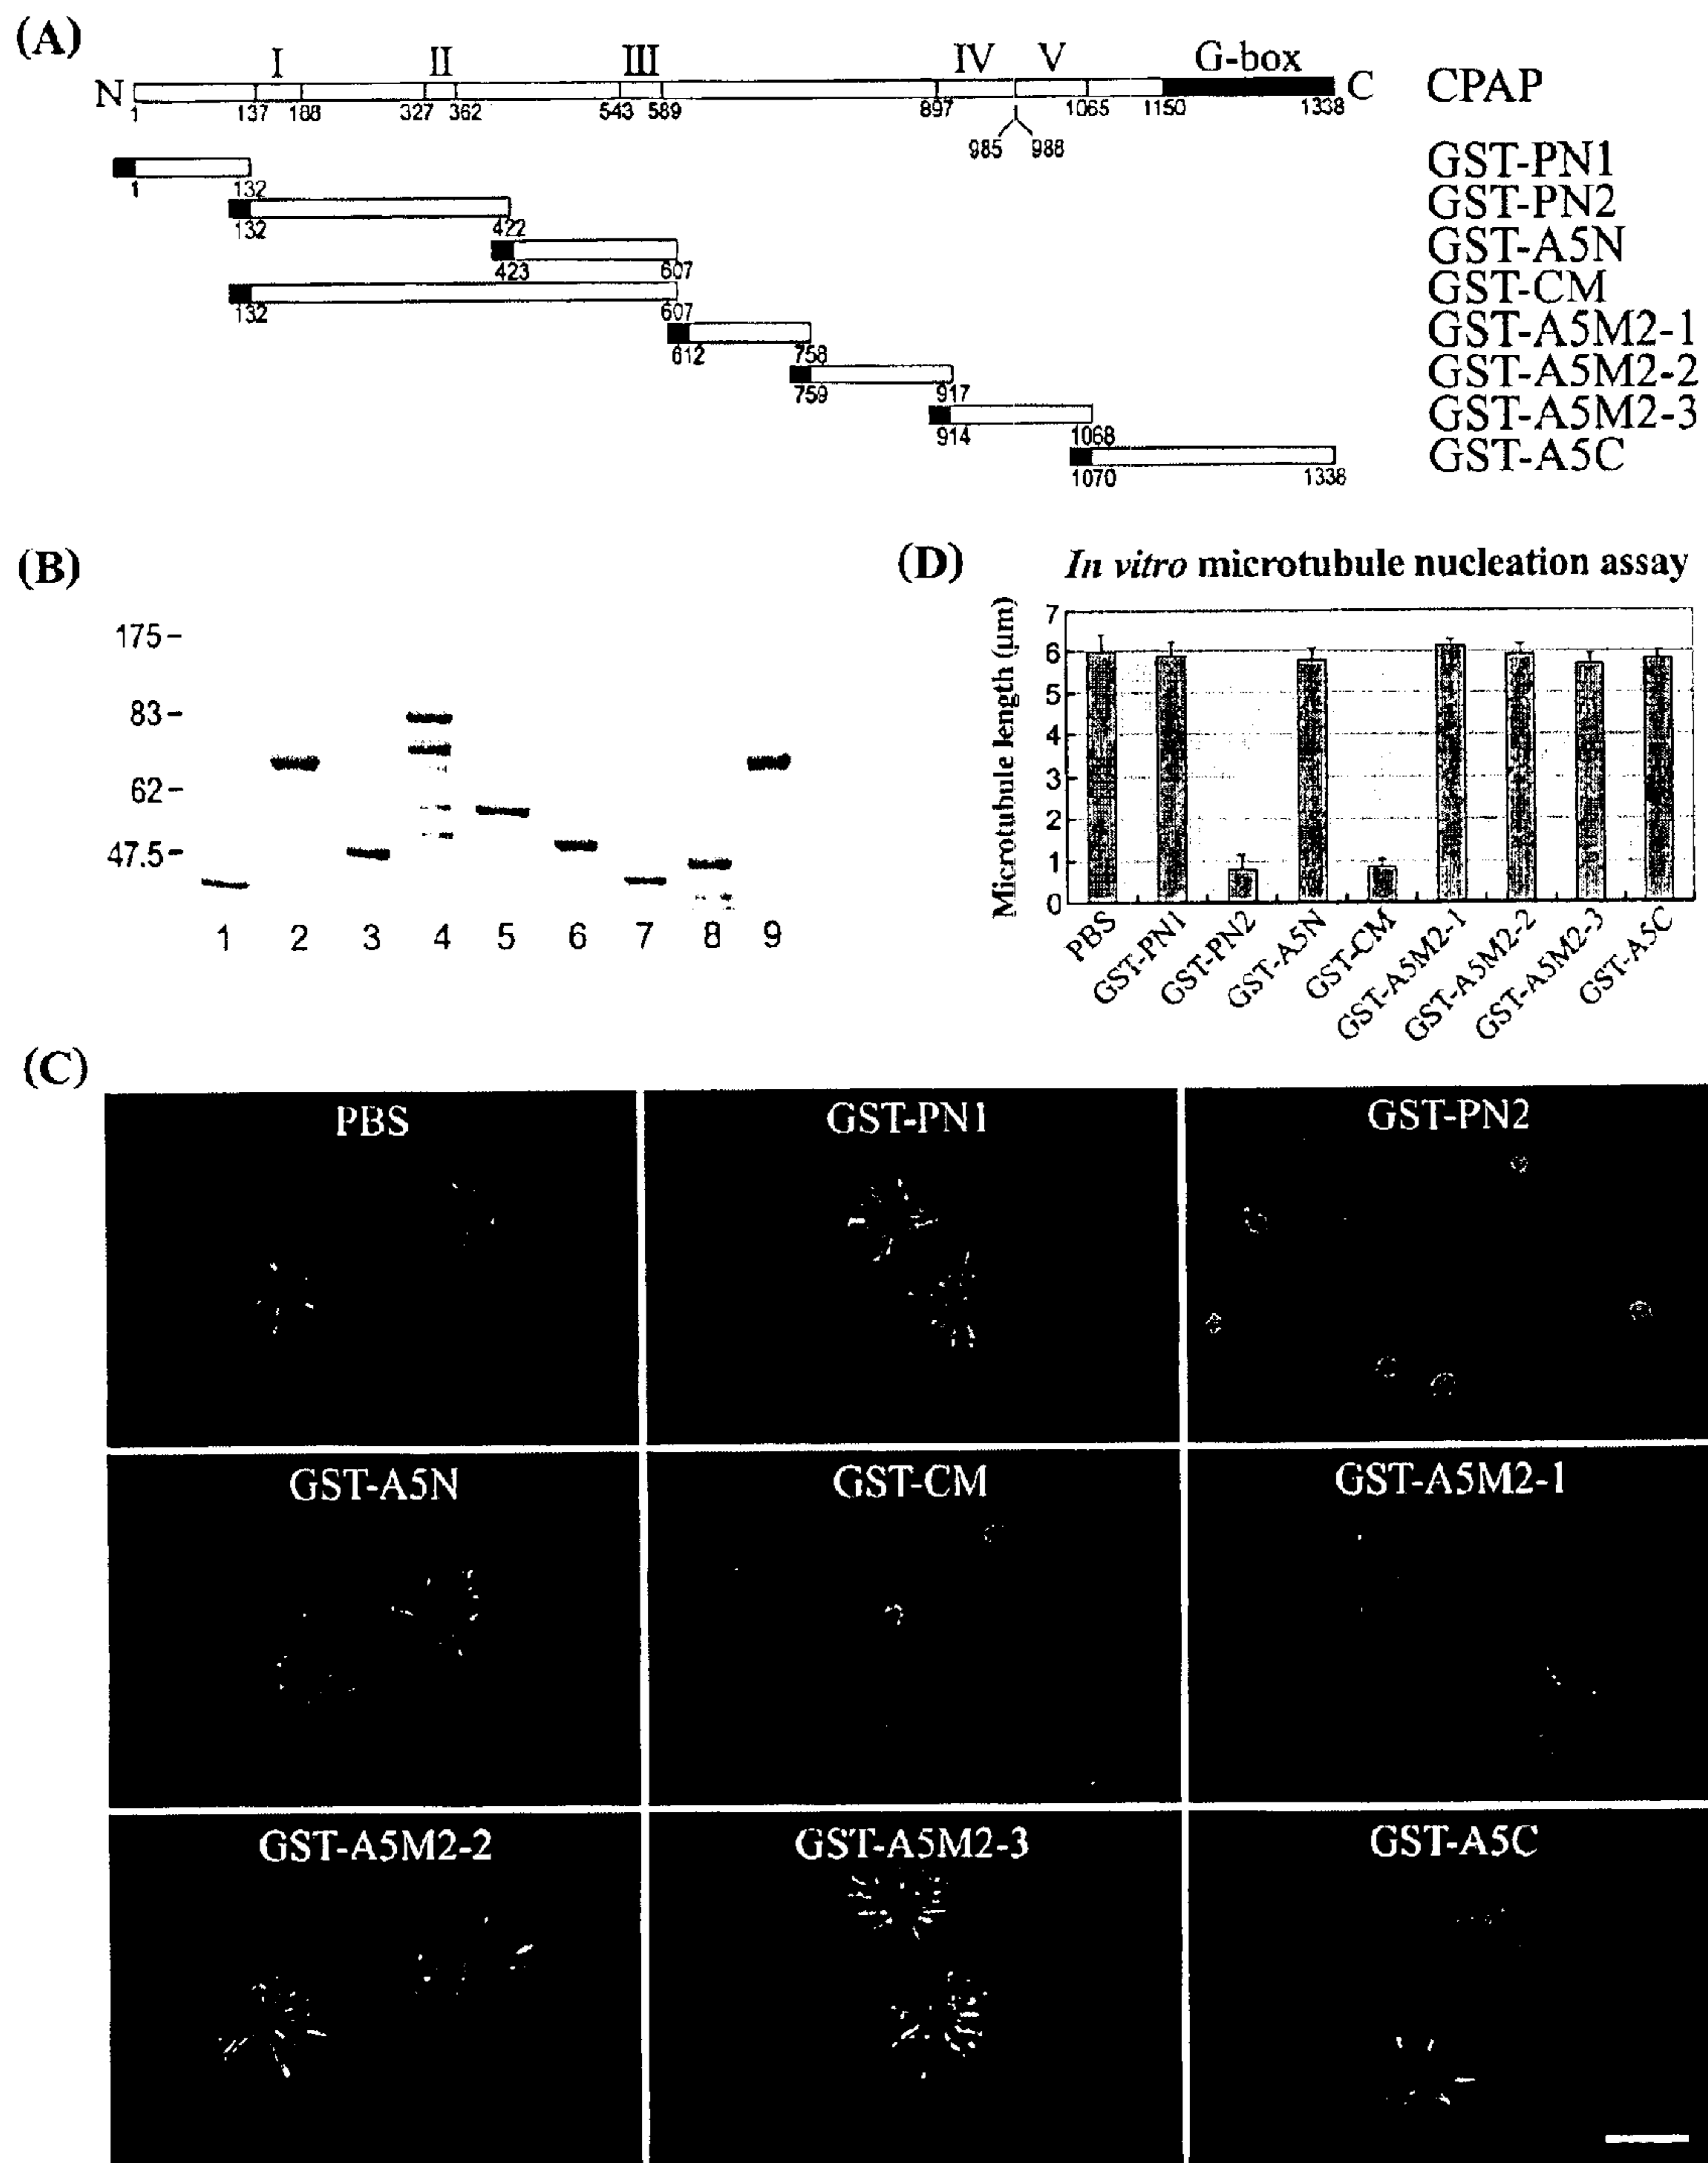 (A)
I II III IV V G-box
N C CPAP
1 137 188 327 362 543 589 897 1065 1150 1338
985 988
GST-PN1
1 132
GST-PN2
132 422
GST-A5N
423 607
GST-CM
132 607
GST-A5M2-1
612 758
GST-A5M2-2
759 917
GST-A5M2-3
914 1068
GST-A5C
1070 1338
(B)
175
83
62
47.5
1 2 3 4 5 6 7 8 9
(D)
In vitro microtubule nucleation assay
Microtubule length (μm)
7
6
5
4
3
2
1
0
PBS
GST-PN1
GST-PN2
GST-A5N
GST-CM
GST-A5M2-1
GST-A5M2-2
GST-A5M2-3
GST-A5C
(C)
PBS
GST-PN1
GST-PN2
GST-A5N
GST-CM
GST-A5M2-1
GST-A5M2-2
GST-A5M2-3
GST-A5C